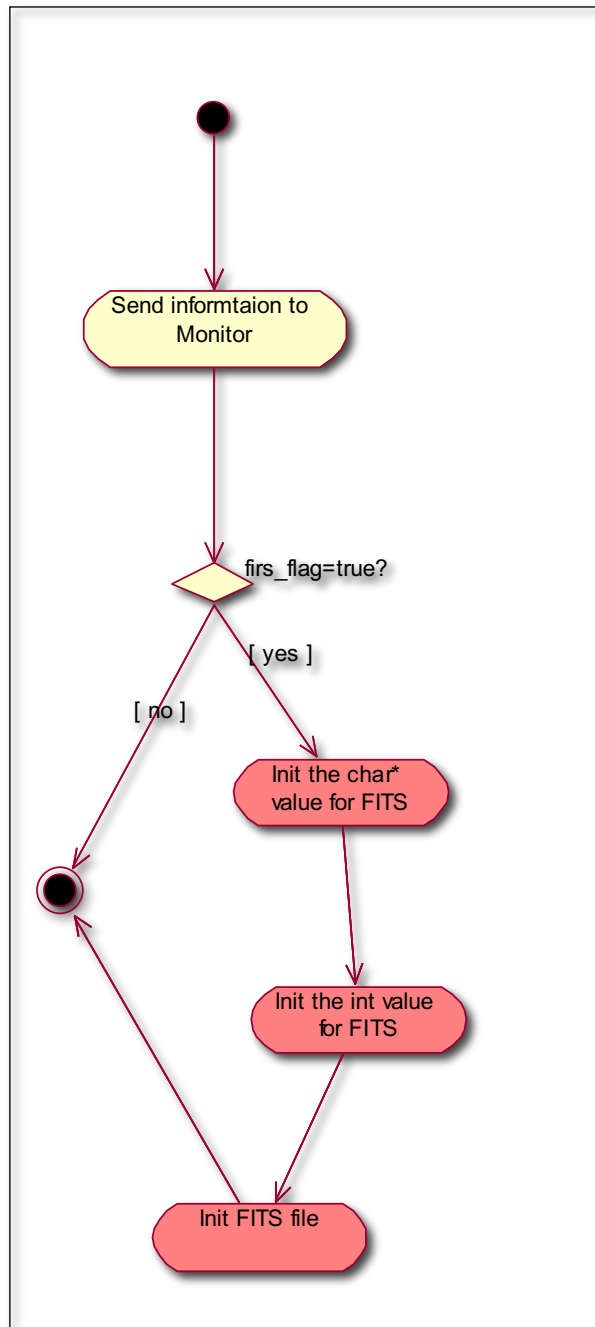 Send informtaion to
Monitor
firs_flag=true?
[ yes ]
[ no ]
Init the char*
value for FITS
Init the int value
for FITS
Init FITS file